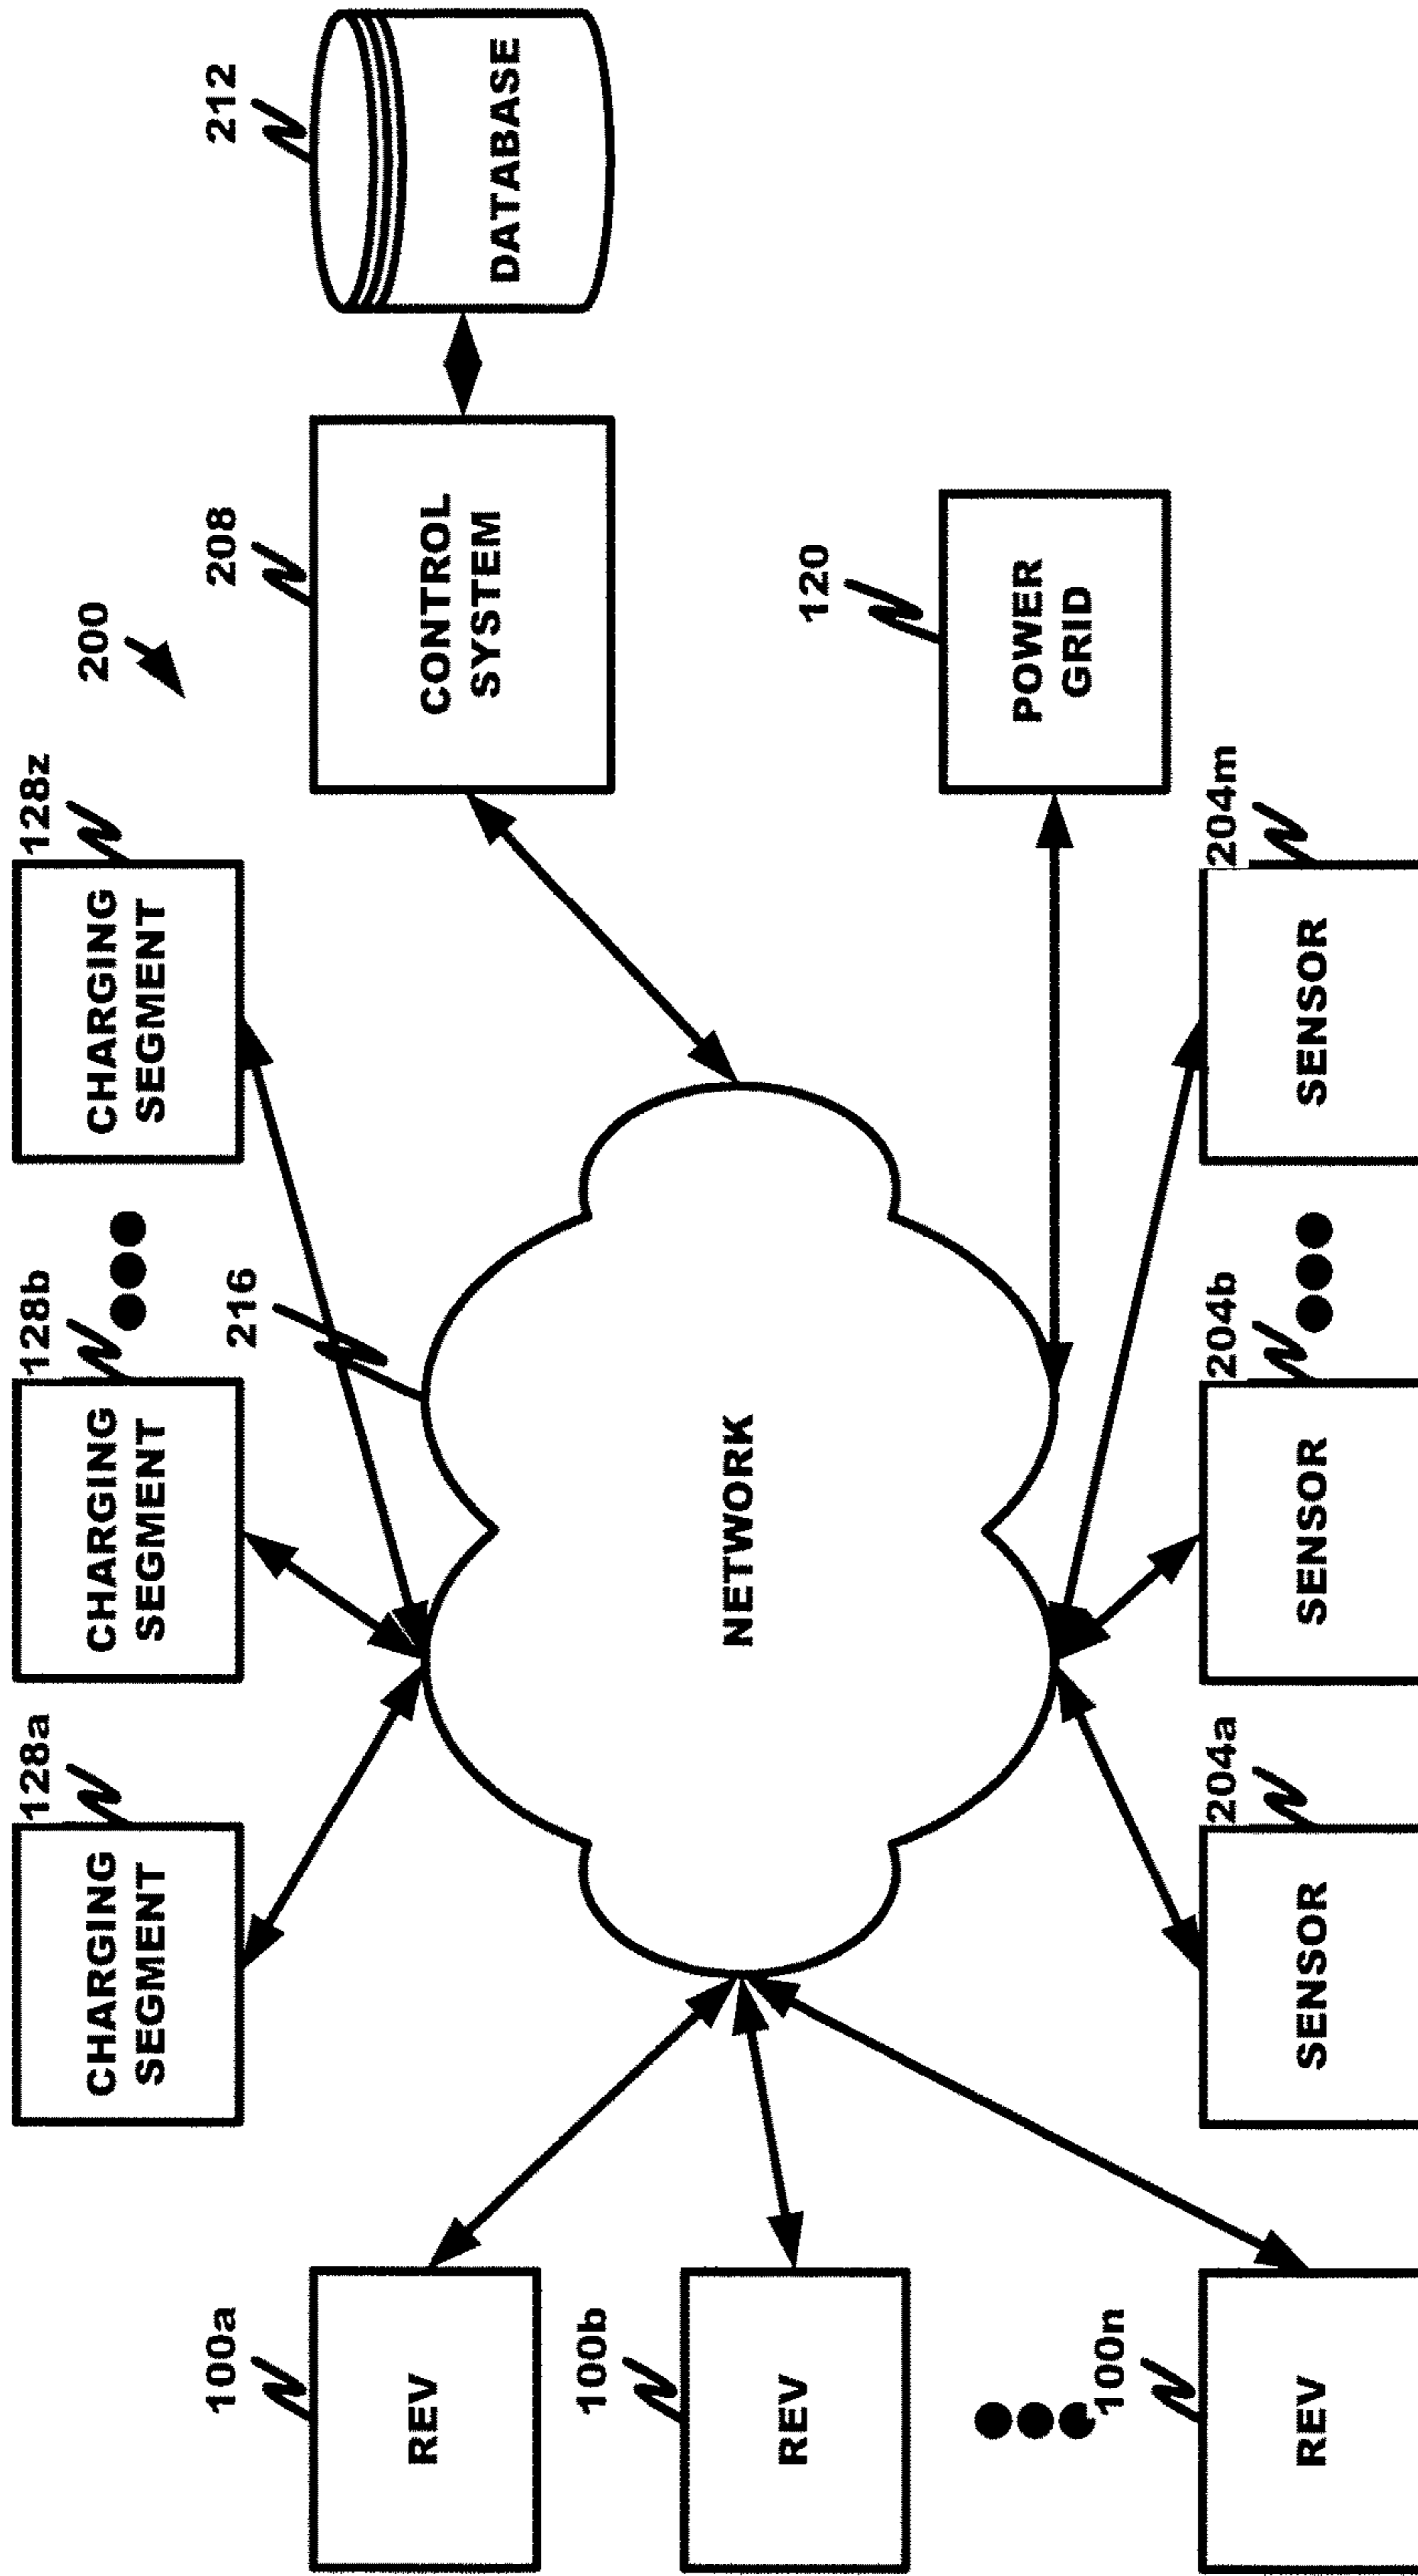 200
128a
128b
128z
CHARGING
SEGMENT
CHARGING
SEGMENT
CHARGING
SEGMENT
212
208
216
100a
REV
CONTROL
SYSTEM
DATABASE
100b
REV
NETWORK
120
POWER
GRID
100n
REV
204a
204b
204m
SENSOR
SENSOR
SENSOR